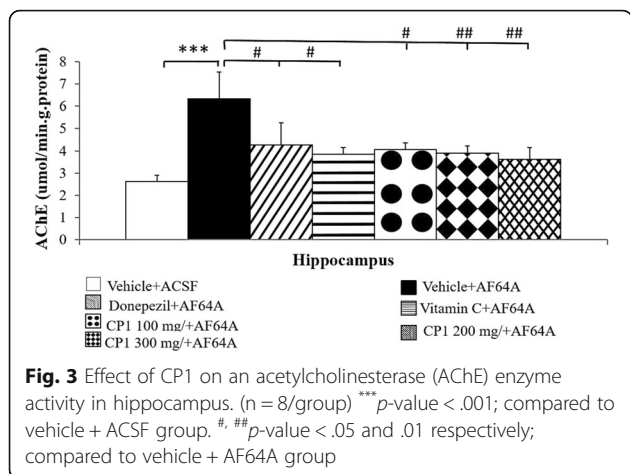 ***
#
#
#
##
##
AChE (umol/min.g.protein)
8
7
6
5
4
3
2
1
0
Hippocampus
Vehicle+ACSF
Vehicle+AF64A
Donepezil+AF64A
Vitamin C+AF64A
CP1 100 mg/+AF64A
CP1 200 mg/+AF64A
CP1 300 mg/+AF64A
Fig. 3 Effect of CP1 on an acetylcholinesterase (AChE) enzyme
activity in hippocampus. (n = 8/group) ***p-value < .001; compared to
vehicle + ACSF group. #, ##p-value < .05 and .01 respectively;
compared to vehicle + AF64A group